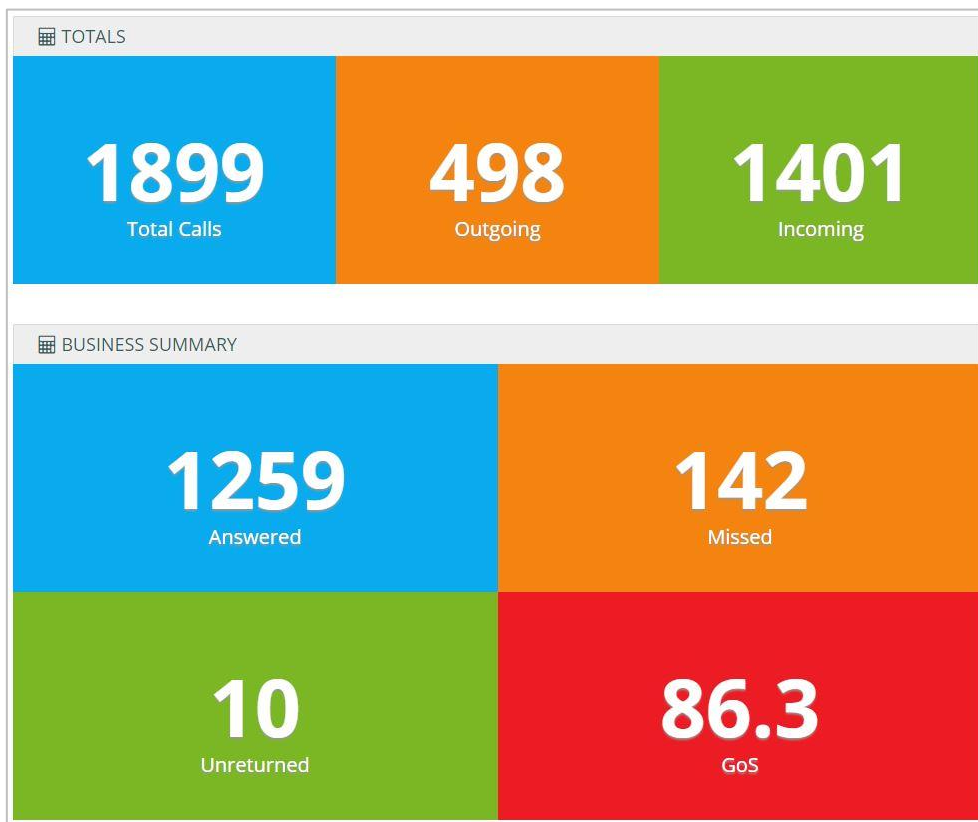 TOTALS
1899 498 1401
Total Calls Outgoing Incoming
BUSINESS SUMMARY
1259 142
Answered Missed
10 86.3
Unreturned GoS